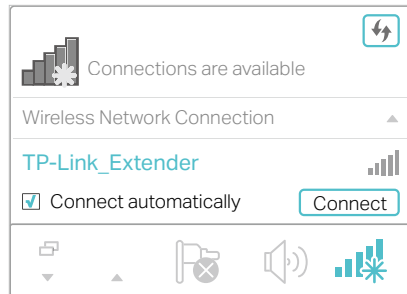 Connections are available
Wireless Network Connection
TP-Link_Extender
Connect automatically
Connect